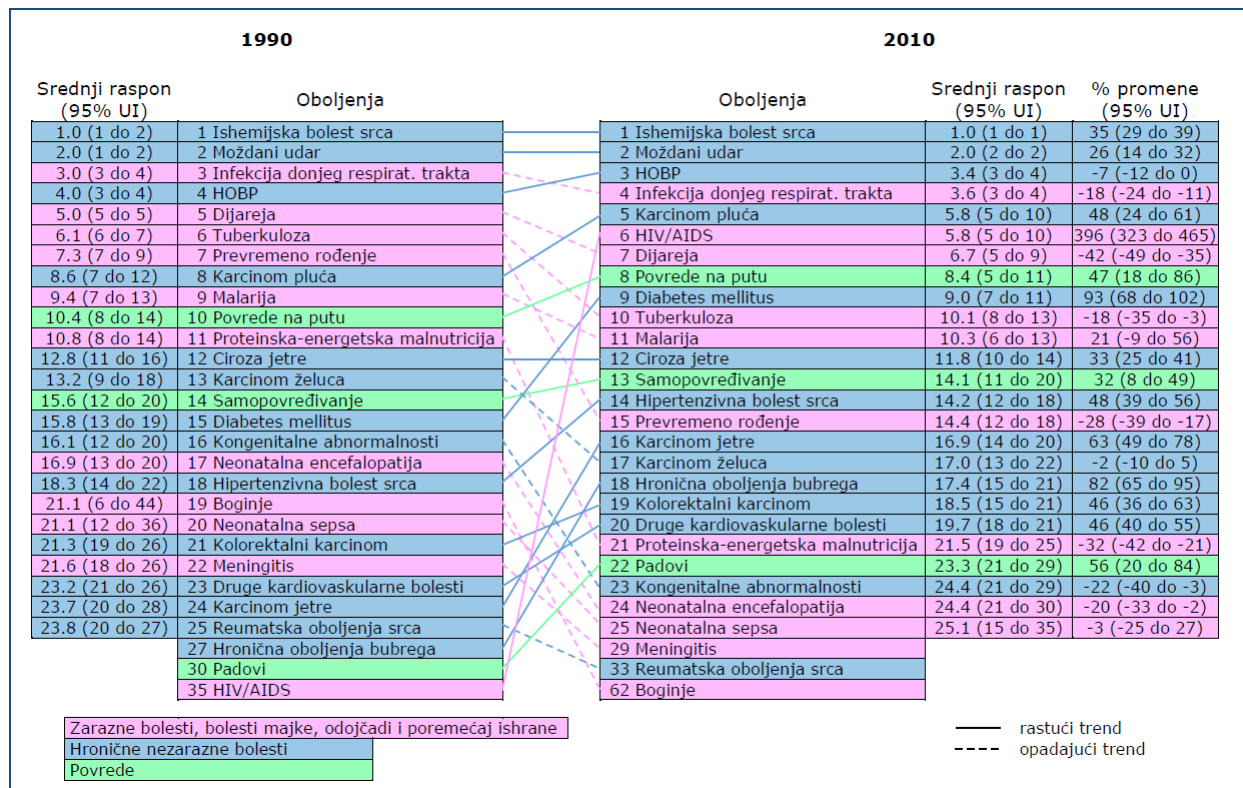 1990 2010
Srednji raspon (95% UI) Oboljenja Oboljenja Srednji raspon (95% UI) % promene (95% UI)
1.0 (1 do 2) 1 Ishemijska bolest srca 1 Ishemijska bolest srca 1.0 (1 do 1) 35 (29 do 39)
2.0 (1 do 2) 2 Moždani udar 2 Moždani udar 2.0 (2 do 2) 26 (14 do 32)
3.0 (3 do 4) 3 Infekcija donjeg respirat. trakta 3 HOBP 3.4 (3 do 4) -7 (-12 do 0)
4.0 (3 do 4) 4 HOBP 4 Infekcija donjeg respirat. trakta 3.6 (3 do 4) -18 (-24 do -11)
5.0 (5 do 5) 5 Dijareja 5 Karcinom pluća 5.8 (5 do 10) 48 (24 do 61)
6.1 (6 do 7) 6 Tuberkuloza 6 HIV/AIDS 5.8 (5 do 10) 396 (323 do 465)
7.3 (7 do 9) 7 Prevremeno rođenje 7 Dijareja 6.7 (5 do 9) -42 (-49 do -35)
8.6 (7 do 12) 8 Karcinom pluća 8 Povrede na putu 8.4 (5 do 11) 47 (18 do 86)
9.4 (7 do 13) 9 Malarija 9 Diabetes mellitus 9.0 (7 do 11) 93 (68 do 102)
10.4 (8 do 14) 10 Povrede na putu 10 Tuberkuloza 10.1 (8 do 13) -18 (-35 do -3)
10.8 (8 do 14) 11 Proteinska-energetska malnutricija 11 Malarija 10.3 (6 do 13) 21 (-9 do 56)
12.8 (11 do 16) 12 Ciroza jetre 12 Ciroza jetre 11.8 (10 do 14) 33 (25 do 41)
13.2 (9 do 18) 13 Karcinom želuca 13 Samopovređivanje 14.1 (11 do 20) 32 (8 do 49)
15.6 (12 do 20) 14 Samopovređivanje 14 Hipertenzivna bolest srca 14.2 (12 do 18) 48 (39 do 56)
15.8 (13 do 19) 15 Diabetes mellitus 15 Prevremeno rođenje 14.4 (12 do 18) -28 (-39 do -17)
16.1 (12 do 20) 16 Kongenitalne abnormalnosti 16 Karcinom jetre 16.9 (14 do 20) 63 (49 do 78)
16.9 (13 do 20) 17 Neonatalna encefalopatija 17 Karcinom želuca 17.0 (13 do 22) -2 (-10 do 5)
18.3 (14 do 22) 18 Hipertenzivna bolest srca 18 Hronična oboljenja bubrega 17.4 (15 do 21) 82 (65 do 95)
21.1 (6 do 44) 19 Boginje 19 Kolorektalni karcinom 18.5 (15 do 21) 46 (36 do 63)
21.1 (12 do 36) 20 Neonatalna sepsa 20 Druge kardiovaskularne bolesti 19.7 (18 do 21) 46 (40 do 55)
21.3 (19 do 26) 21 Kolorektalni karcinom 21 Proteinska-energetska malnutricija 21.5 (19 do 25) -32 (-42 do -21)
21.6 (18 do 26) 22 Meningitis 22 Padovi 23.3 (21 do 29) 56 (20 do 84)
23.2 (21 do 26) 23 Druge kardiovaskularne bolesti 23 Kongenitalne abnormalnosti 24.4 (21 do 29) -22 (-40 do -3)
23.7 (20 do 28) 24 Karcinom jetre 24 Neonatalna encefalopatija 24.4 (21 do 30) -20 (-33 do -2)
23.8 (20 do 27) 25 Reumatska oboljenja srca 25 Neonatalna sepsa 25.1 (15 do 35) -3 (-25 do 27)
27 Hronična oboljenja bubrega 29 Meningitis
30 Padovi 33 Reumatska oboljenja srca
35 HIV/AIDS 62 Boginje
Zarazne bolesti, bolesti majke, odojčadi i poremećaj ishrane
Hronične nezarazne bolesti
Povrede
rastući trend
opadajući trend